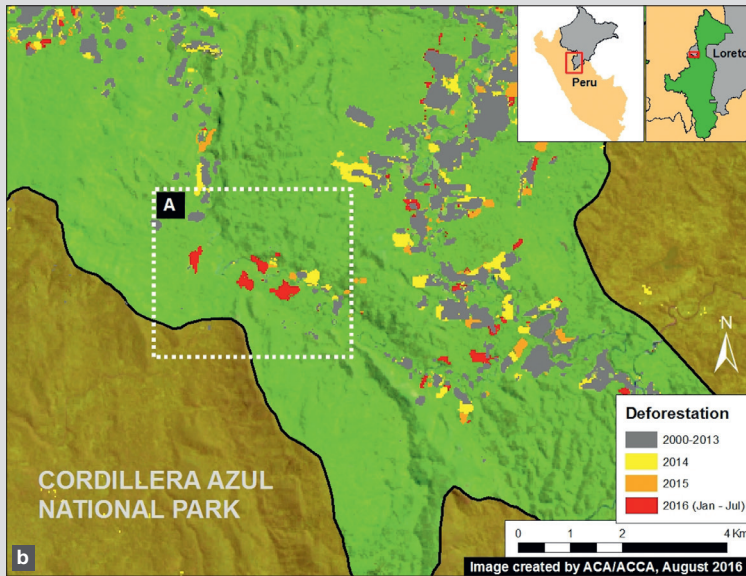 Peru
Loreto
A
N
CORDILLERA AZUL
NATIONAL PARK
Deforestation
2000-2013
2014
2015
2016 (Jan - Jul)
0 1 2 4 Km
b
Image created by ACA/ACCA, August 2016